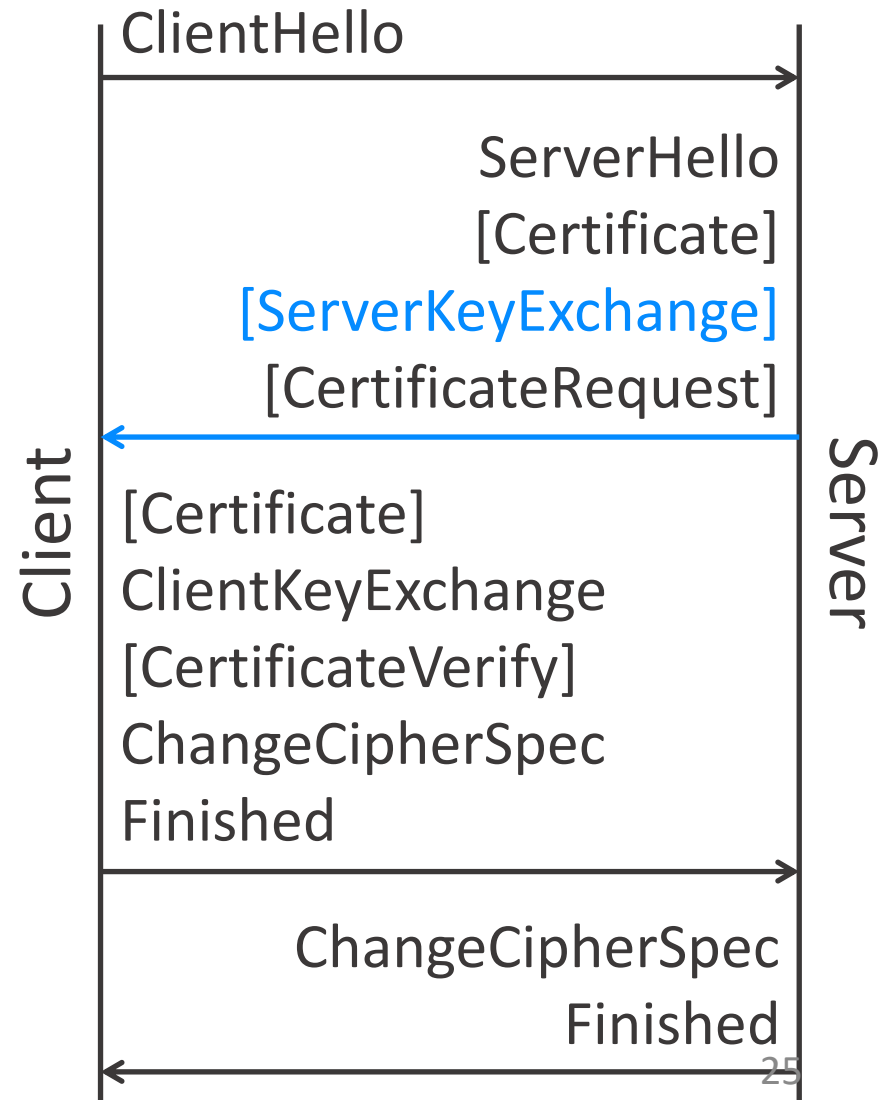 ClientHello
ServerHello
[Certificate]
[ServerKeyExchange]
[CertificateRequest]
Client
Server
[Certificate]
ClientKeyExchange
[CertificateVerify]
ChangeCipherSpec
Finished
ChangeCipherSpec
Finished
25